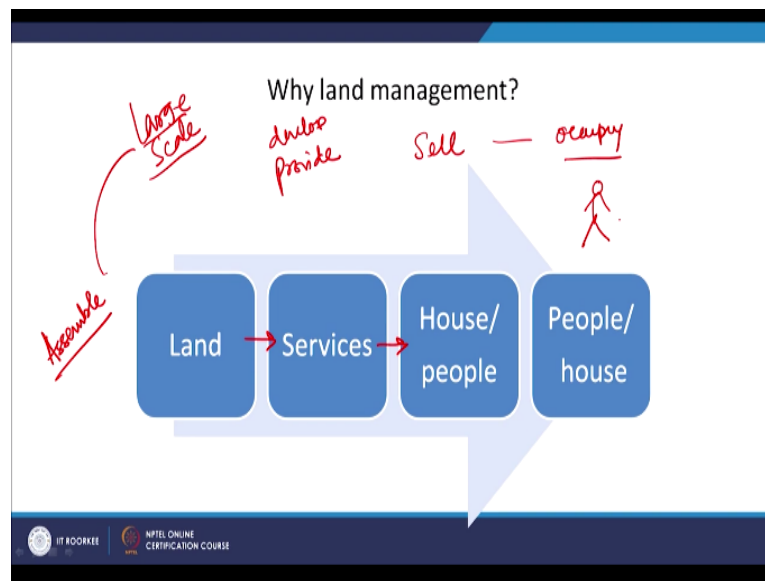 Why land management?
Large
Scale
develop
Provide
Sell
occupy
Assemble
Land
Services
House/
people
People/
house
IIT ROORKEE
NPTEL ONLINE
CERTIFICATION COURSE